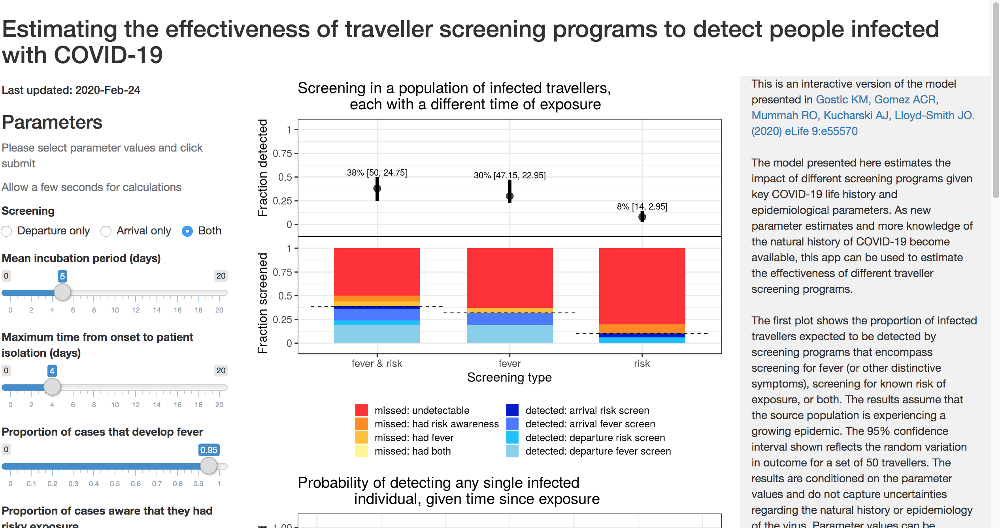 Estimating the effectiveness of traveller screening programs to detect people infected
with COVID-19
Last updated: 2020-Feb-24
Parameters
Please select parameter values and click
submit
Allow a few seconds for calculations
Screening
Departure only Arrival only Both
Mean incubation period (days)
0 5 20
0 2 4 6 8 10 12 14 16 18 20
Maximum time from onset to patient
isolation (days)
0 4 20
0 2 4 6 8 10 12 14 16 18 20
Proportion of cases that develop fever
0 0.95
0 0.1 0.2 0.3 0.4 0.5 0.6 0.7 0.8 0.9 1
Proportion of cases aware that they had
risky exposure
Screening in a population of infected travellers,
each with a different time of exposure
Fraction detected
1
0.75
0.5
0.25
0
38% [50, 24.75]
30% [47.15, 22.95]
8% [14, 2.95]
Fraction screened
1
0.75
0.5
0.25
0
fever & risk fever risk
Screening type
missed: undetectable
missed: had risk awareness
missed: had fever
missed: had both
detected: arrival risk screen
detected: arrival fever screen
detected: departure risk screen
detected: departure fever screen
Probability of detecting any single infected
individual, given time since exposure
1.00
This is an interactive version of the model
presented in Gostic KM, Gomez ACR,
Mummah RO, Kucharski AJ, Lloyd-Smith JO.
(2020) eLife 9:e55570
The model presented here estimates the
impact of different screening programs given
key COVID-19 life history and
epidemiological parameters. As new
parameter estimates and more knowledge of
the natural history of COVID-19 become
available, this app can be used to estimate
the effectiveness of different traveller
screening programs.
The first plot shows the proportion of infected
travellers expected to be detected by
screening programs that encompass
screening for fever (or other distinctive
symptoms), screening for known risk of
exposure, or both. The results assume that
the source population is experiencing a
growing epidemic. The 95% confidence
interval shown reflects the random variation
in outcome for a set of 50 travellers. The
results are conditioned on the parameter
values and do not capture uncertainties
regarding the natural history or epidemiology
of the virus. Parameter values can be